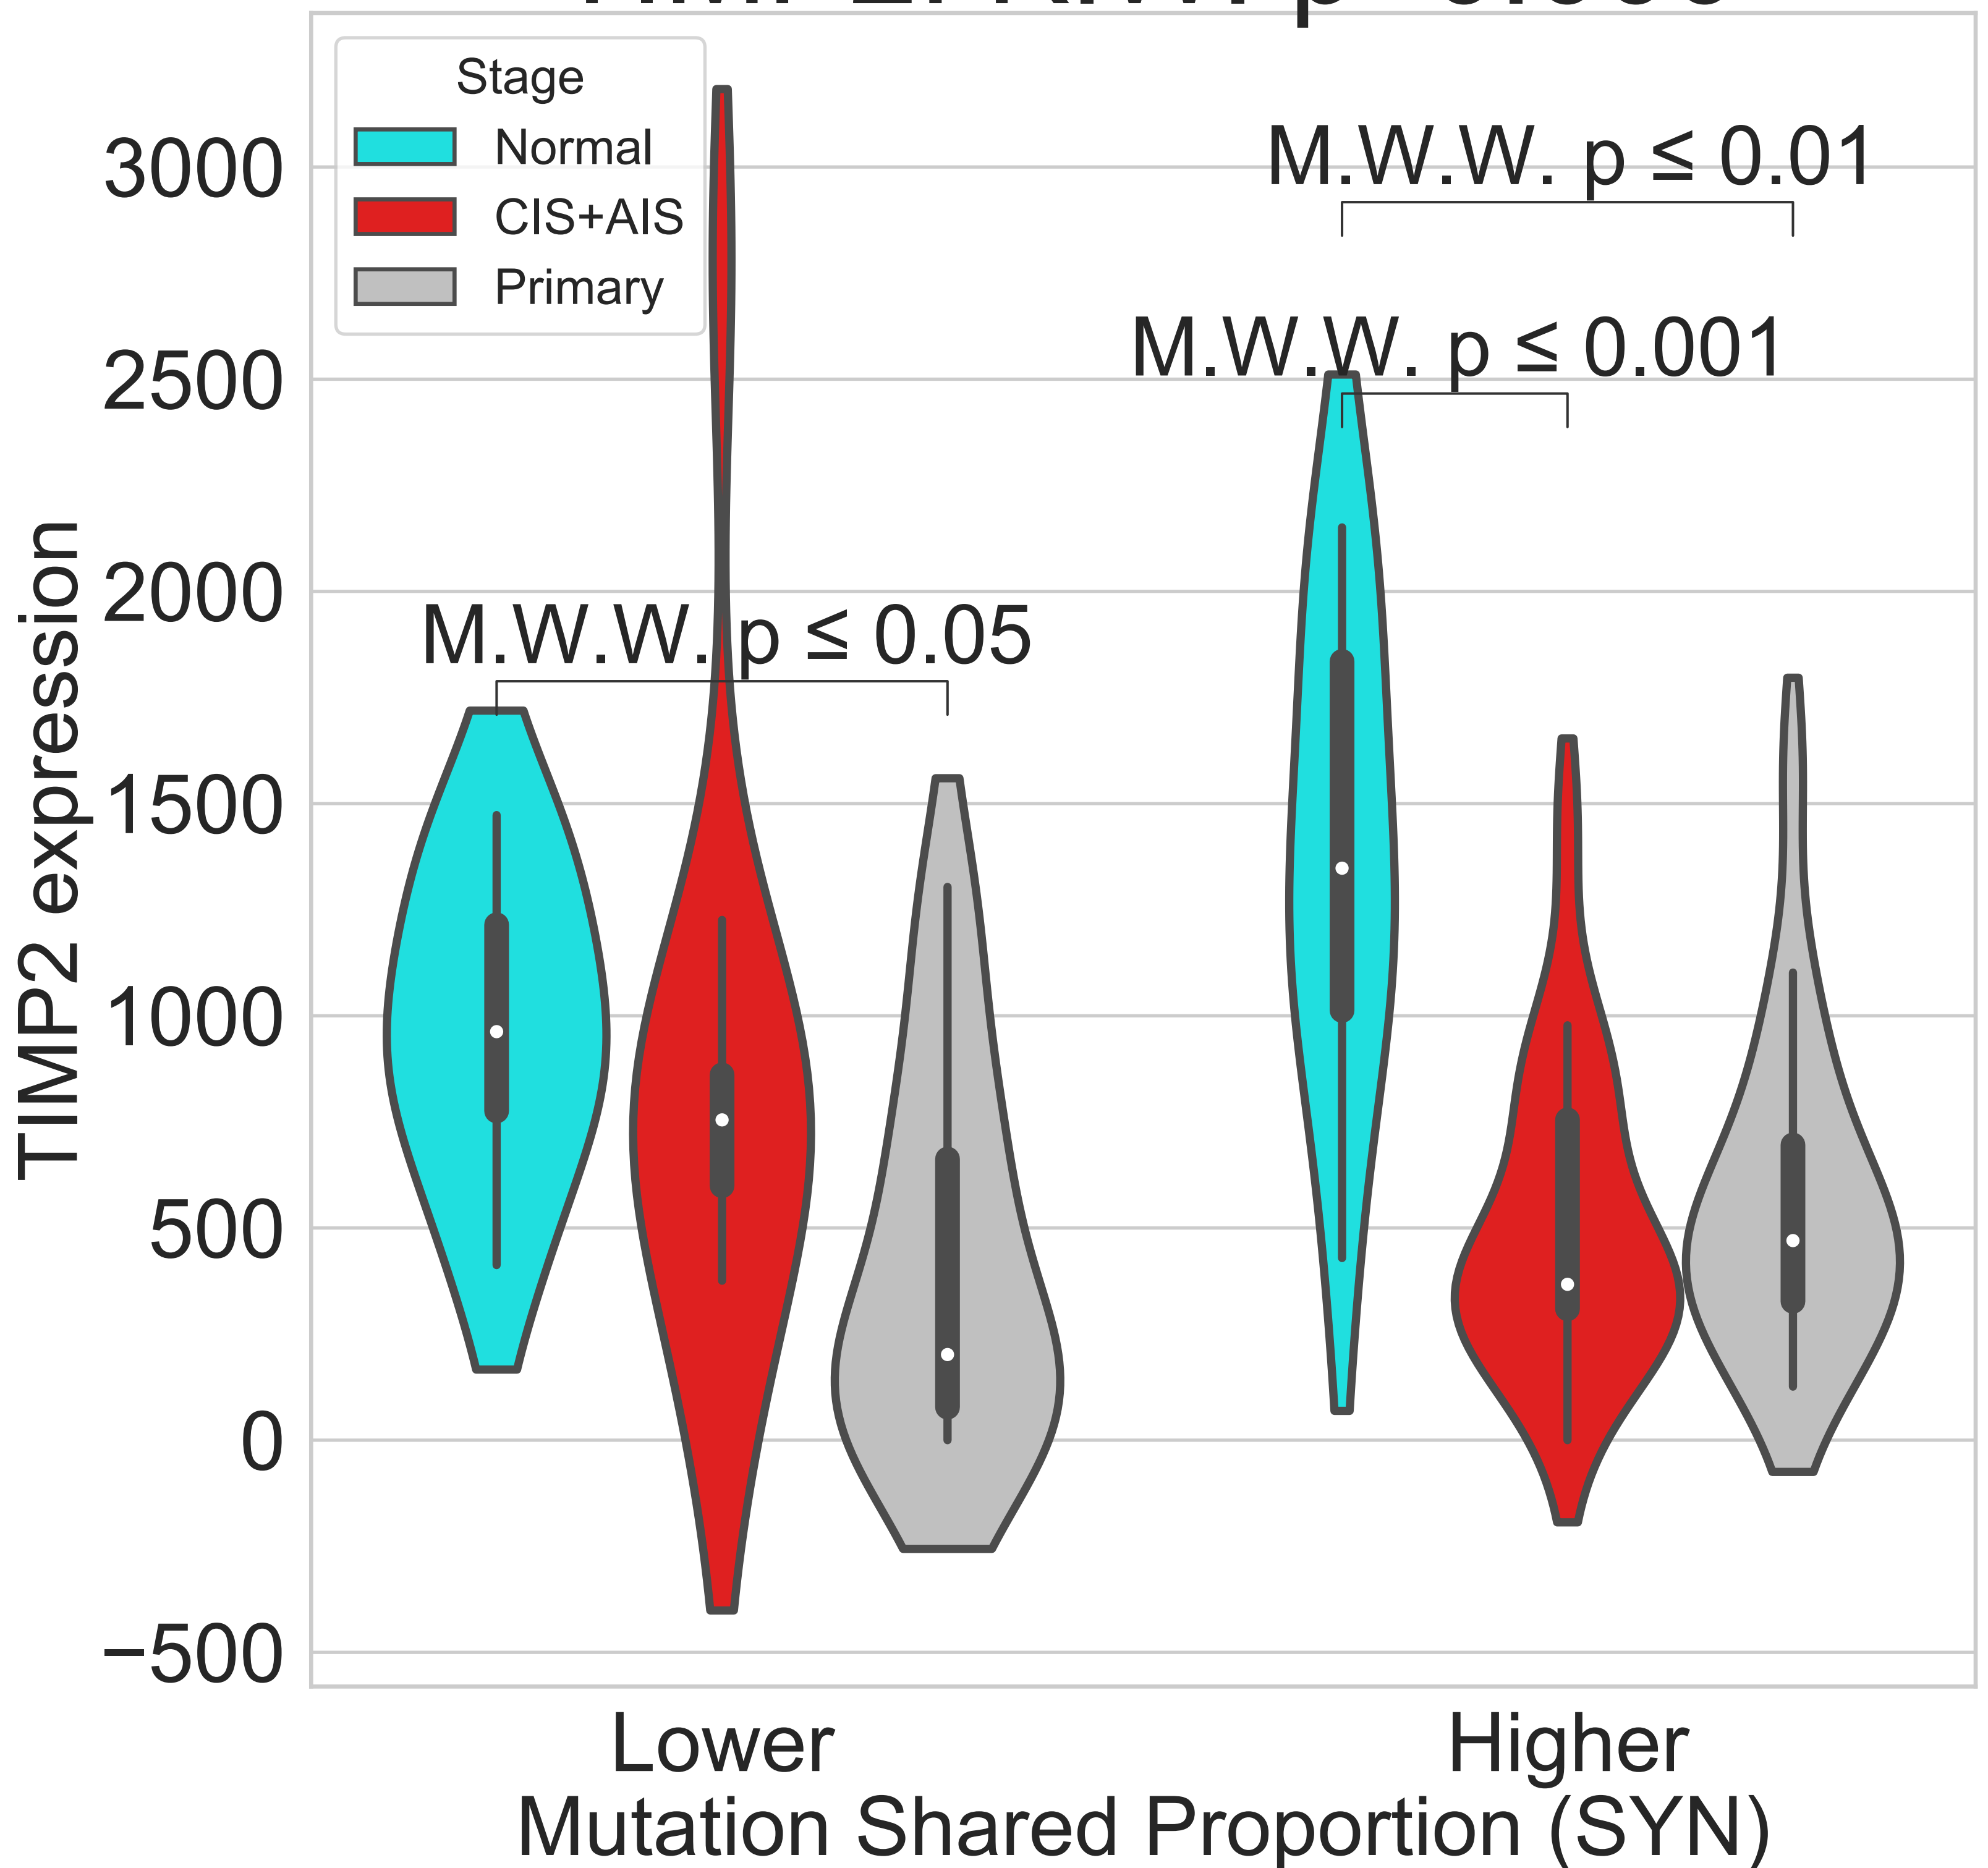 Stage
Normal
CIS+AIS
Primary
M.W.W. p ≤ 0.01
M.W.W. p ≤ 0.001
M.W.W. p ≤ 0.05
3000
2500
2000
1500
1000
500
0
−500
TIMP2 expression
Lower
Higher
Mutation Shared Proportion (SYN)